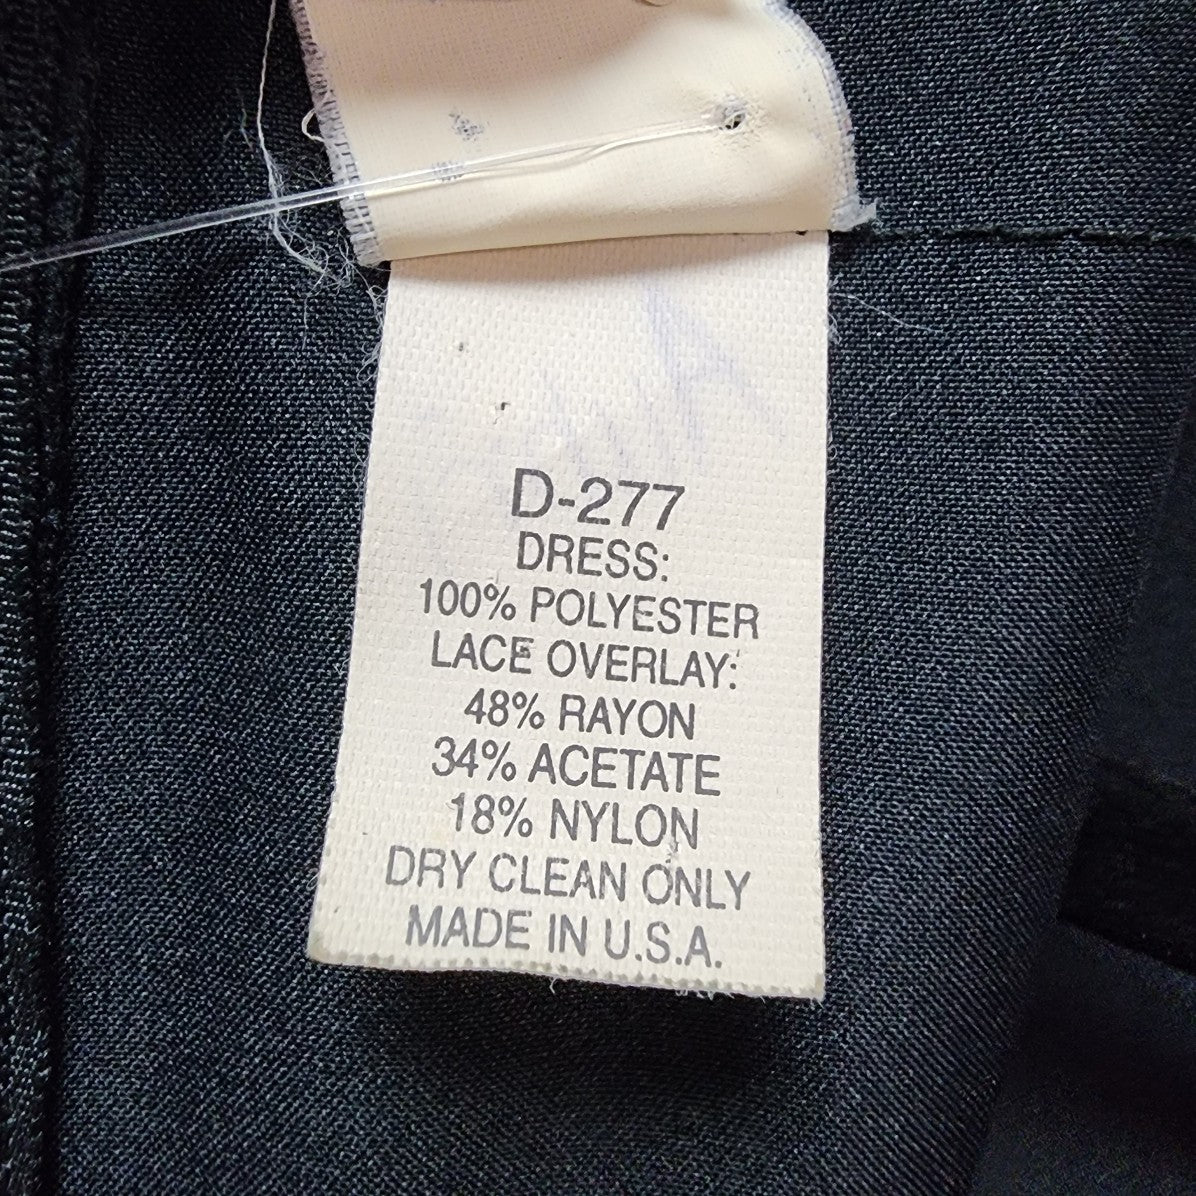 D-277
DRESS:
100% POLYESTER
LACE OVERLAY:
48% RAYON
34% ACETATE
18% NYLON
DRY CLEAN ONLY
MADE IN U.S.A.